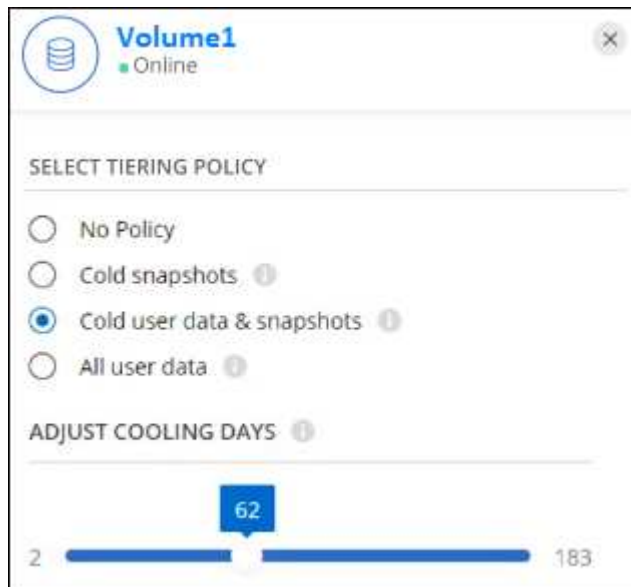 Volume1
Online
SELECT TIERING POLICY
No Policy
Cold snapshots
Cold user data & snapshots
All user data
ADJUST COOLING DAYS
62
2 183